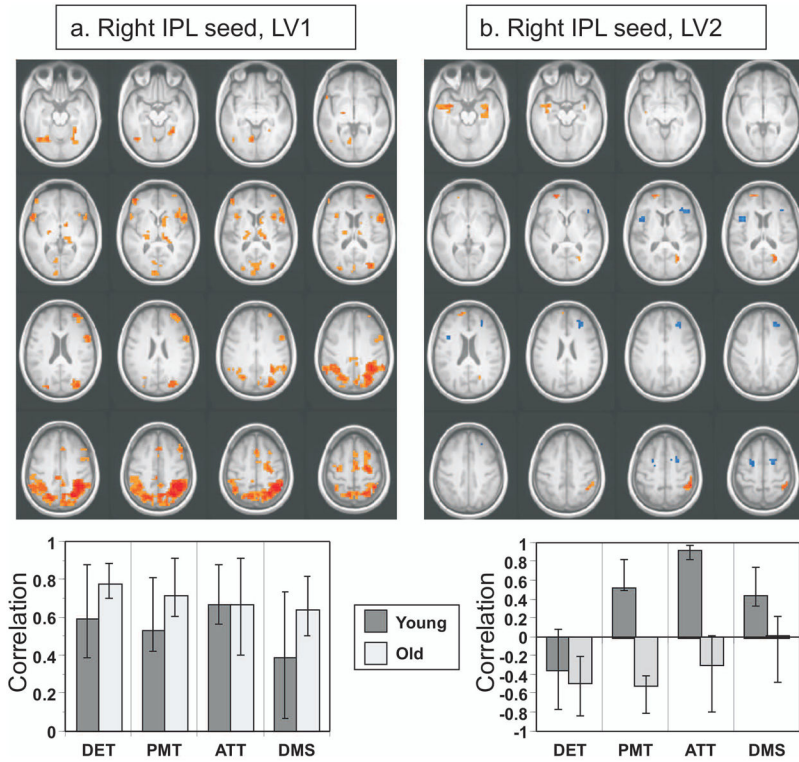 a. Right IPL seed, LV1
b. Right IPL seed, LV2
Correlation
1
0.8
0.6
0.4
0.2
0
DET PMT ATT DMS
Young
Old
Correlation
1
0.8
0.6
0.4
0.2
0
-0.2
-0.4
-0.6
-0.8
-1
DET PMT ATT DMS